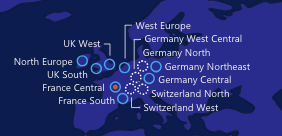 West Europe
Germany West Central
UK West
Germany North
North Europe
Germany Northeast
UK South
Germany Central
France Central
Switzerland North
France South
Switzerland West